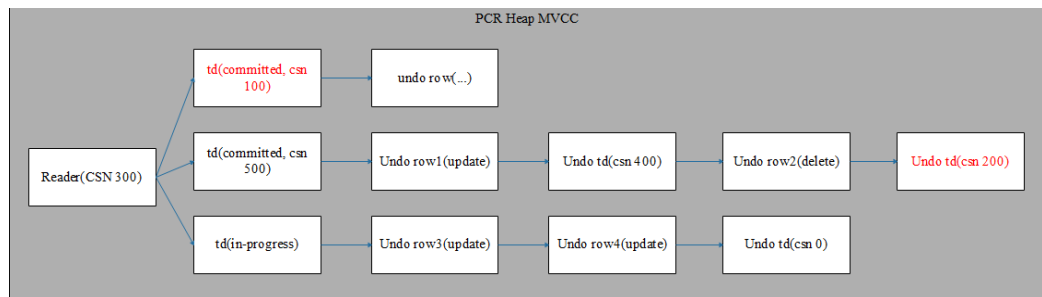 PCR Heap MVCC
td(committed, csn
100)
undo row(...)
Reader(CSN 300)
td(committed, csn
500)
Undo row1(update)
Undo td(csn 400)
Undo row2(delete)
Undo td(csn 200)
td(in-progress)
Undo row3(update)
Undo row4(update)
Undo td(csn 0)